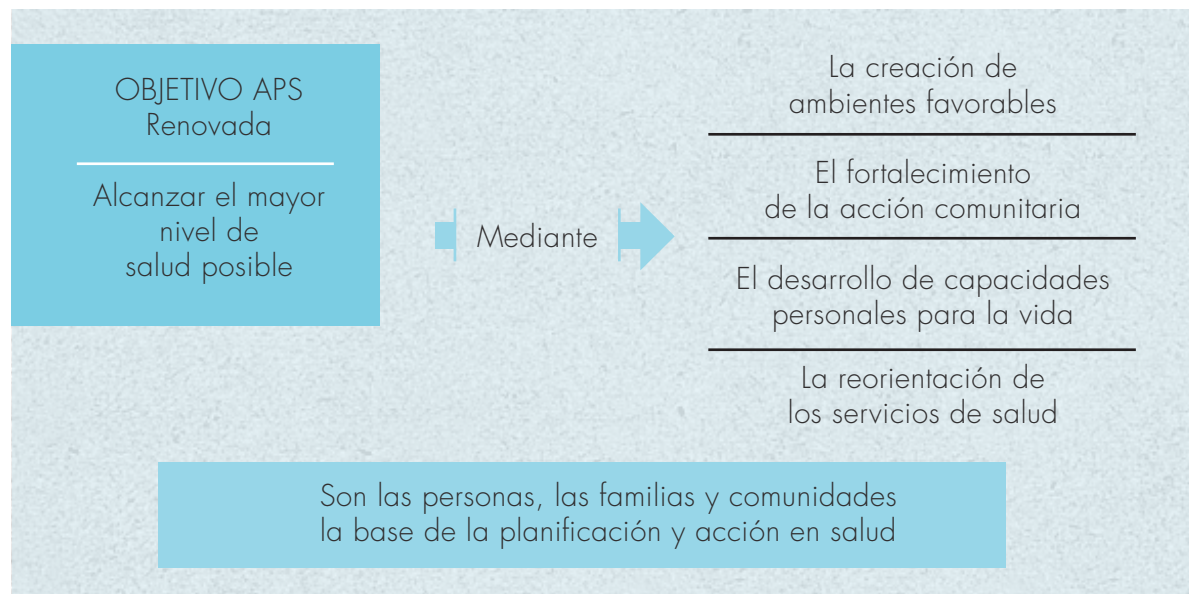 OBJETIVO APS
Renovada
Alcanzar el mayor
nivel de
salud posible
Mediante
La creación de
ambientes favorables
El fortalecimiento
de la acción comunitaria
El desarrollo de capacidades
personales para la vida
La reorientación de
los servicios de salud
Son las personas, las familias y comunidades
la base de la planificación y acción en salud